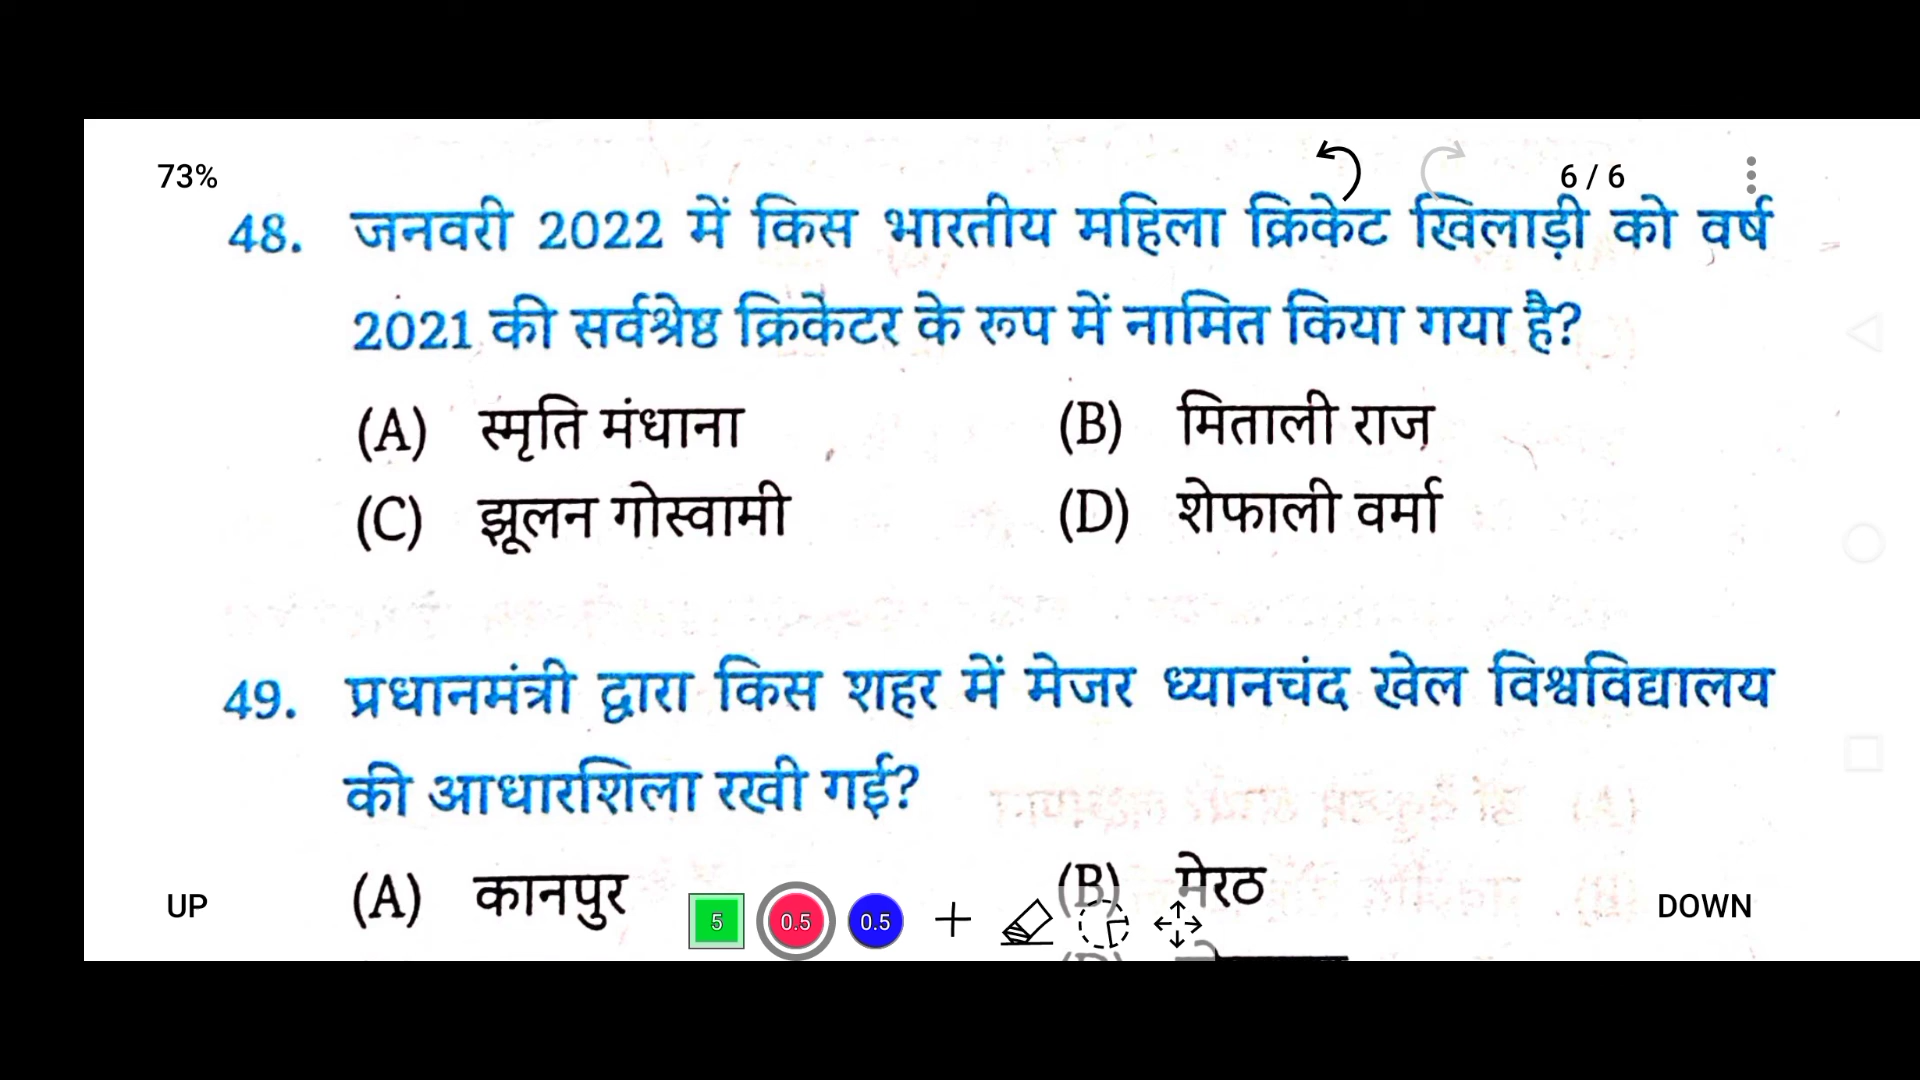 73%
6 / 6
48. जनवरी 2022 में किस भारतीय महिला क्रिकेट खिलाड़ी को वर्ष
2021 की सर्वश्रेष्ठ क्रिकेटर के रूप में नामित किया गया है?
(A) स्मृति मंधाना (B) मिताली राज
(C) झूलन गोस्वामी (D) शेफाली वर्मा
49. प्रधानमंत्री द्वारा किस शहर में मेजर ध्यानचंद खेल विश्वविद्यालय
की आधारशिला रखी गई?
(A) कानपुर (B) मेरठ
UP 5 0.5 0.5 DOWN